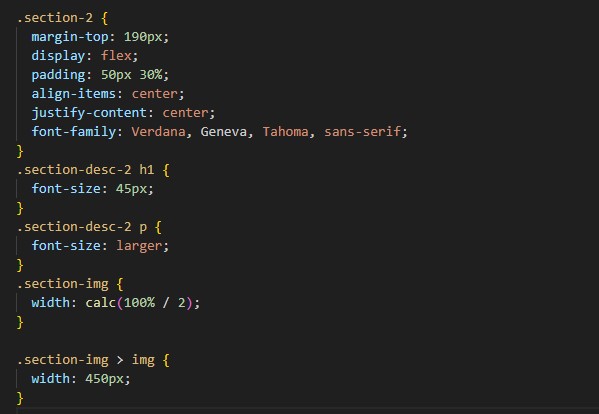 .section-2 {
  margin-top: 190px;
  display: flex;
  padding: 50px 30%;
  align-items: center;
  justify-content: center;
  font-family: Verdana, Geneva, Tahoma, sans-serif;
}
.section-desc-2 h1 {
  font-size: 45px;
}
.section-desc-2 p {
  font-size: larger;
}
.section-img {
  width: calc(100% / 2);
}

.section-img > img {
  width: 450px;
}